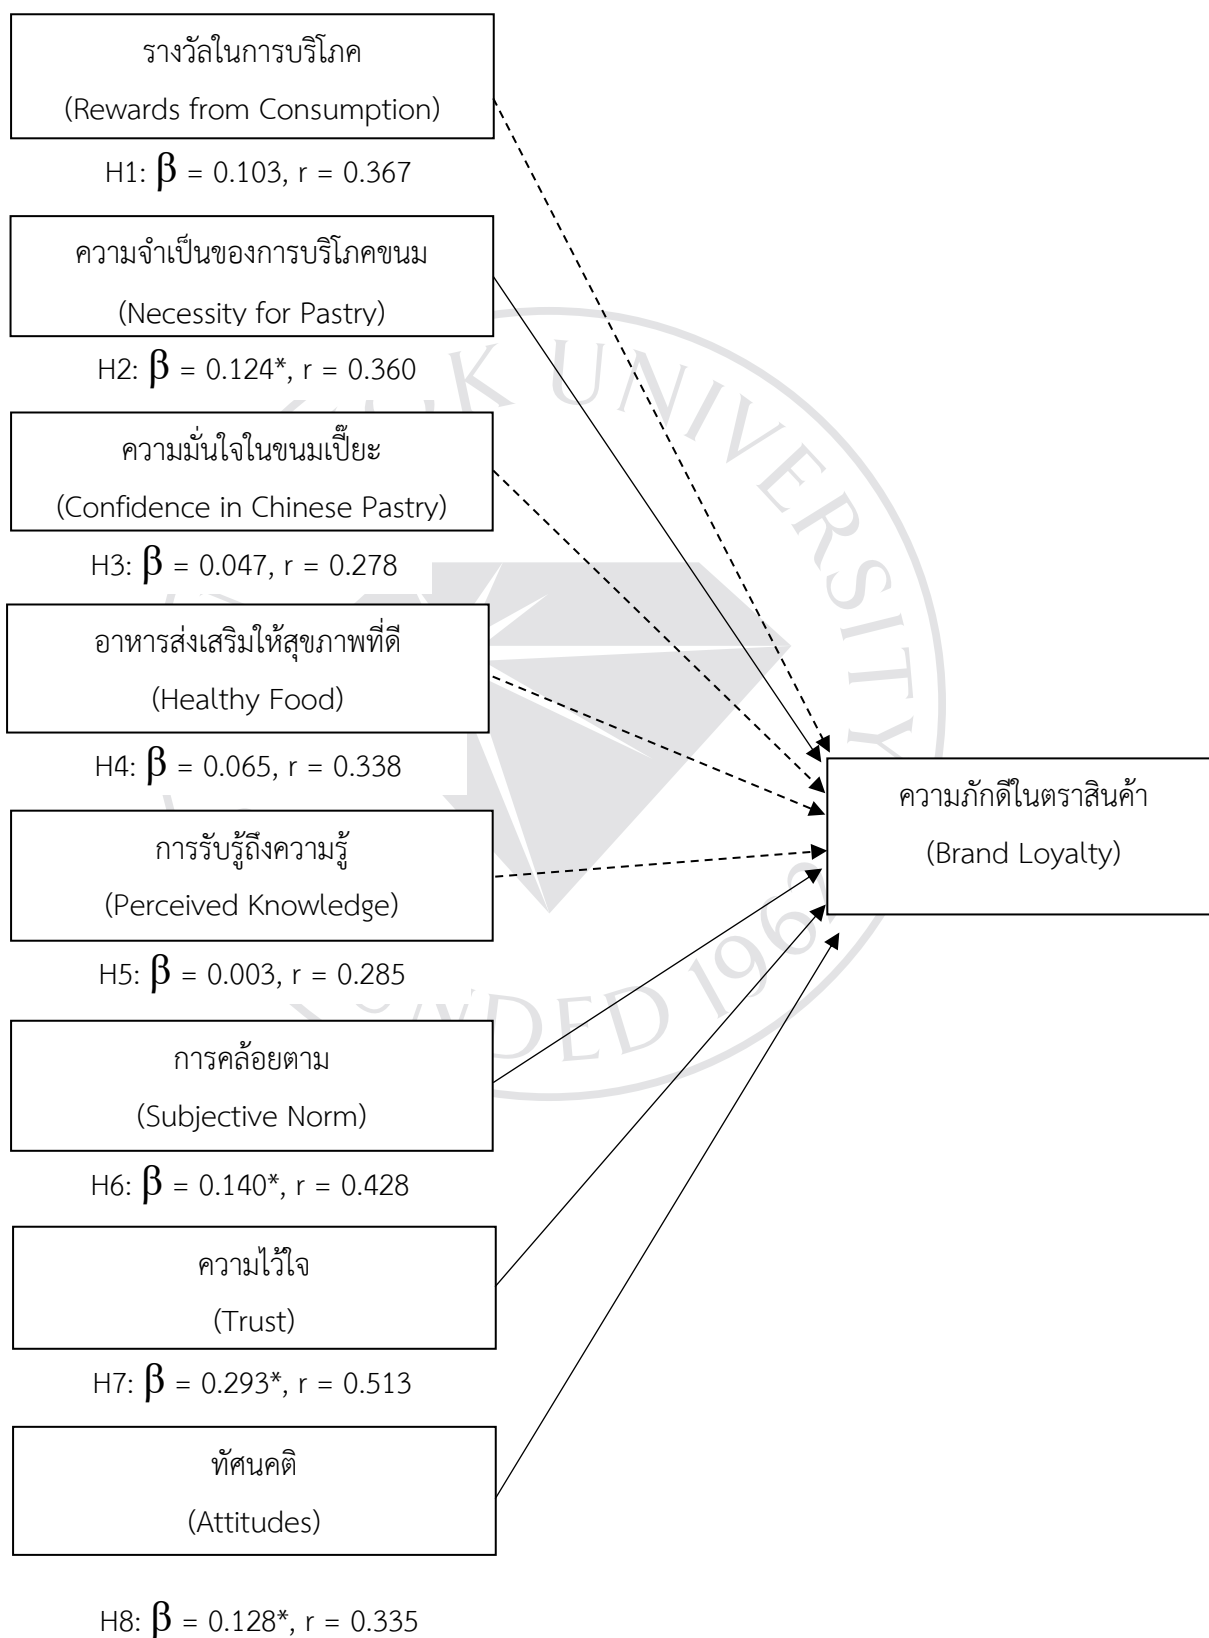 รางวัลในการบริโภค
(Rewards from Consumption)
H1: β = 0.103, r = 0.367
ความจำเป็นของการบริโภคขนม
(Necessity for Pastry)
H2: β = 0.124*, r = 0.360
ความมั่นใจในขนมเปี๊ยะ
(Confidence in Chinese Pastry)
H3: β = 0.047, r = 0.278
อาหารส่งเสริมให้สุขภาพที่ดี
(Healthy Food)
H4: β = 0.065, r = 0.338
การรับรู้ถึงความรู้
(Perceived Knowledge)
H5: β = 0.003, r = 0.285
การคล้อยตาม
(Subjective Norm)
H6: β = 0.140*, r = 0.428
ความไว้ใจ
(Trust)
H7: β = 0.293*, r = 0.513
ทัศนคติ
(Attitudes)
H8: β = 0.128*, r = 0.335
ความภักดีในตราสินค้า
(Brand Loyalty)
UNIVERSITY